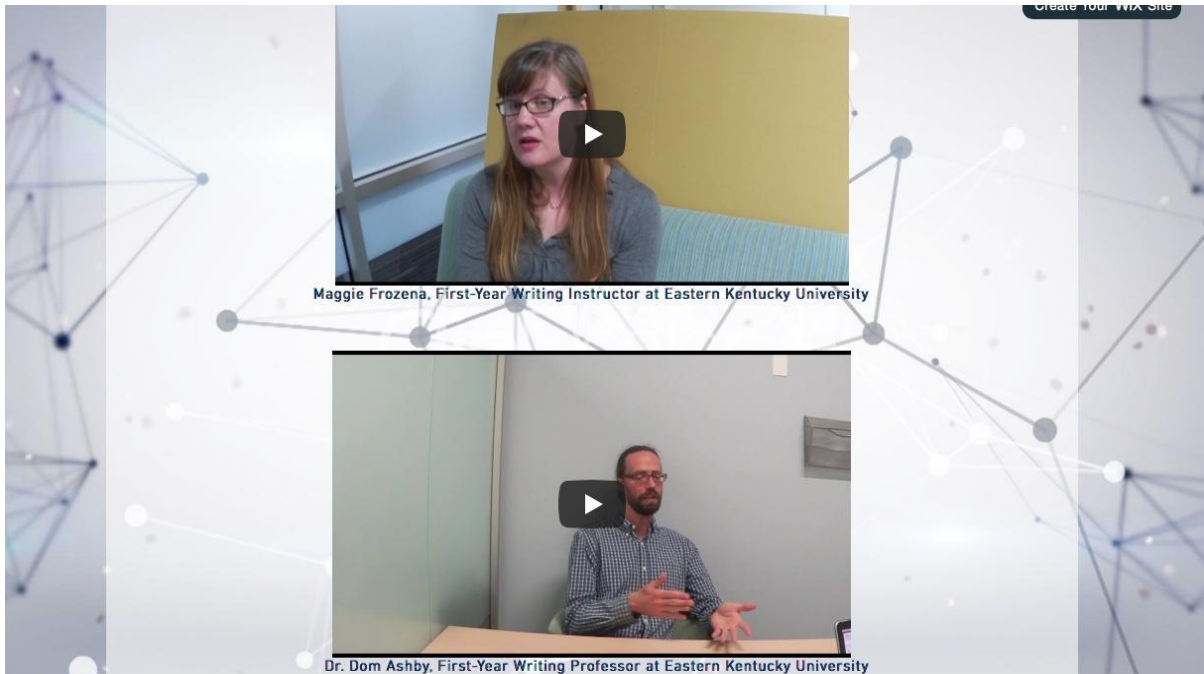 Create Your WiX Site
Maggie Frozena, First-Year Writing Instructor at Eastern Kentucky University
Dr. Dom Ashby, First-Year Writing Professor at Eastern Kentucky University